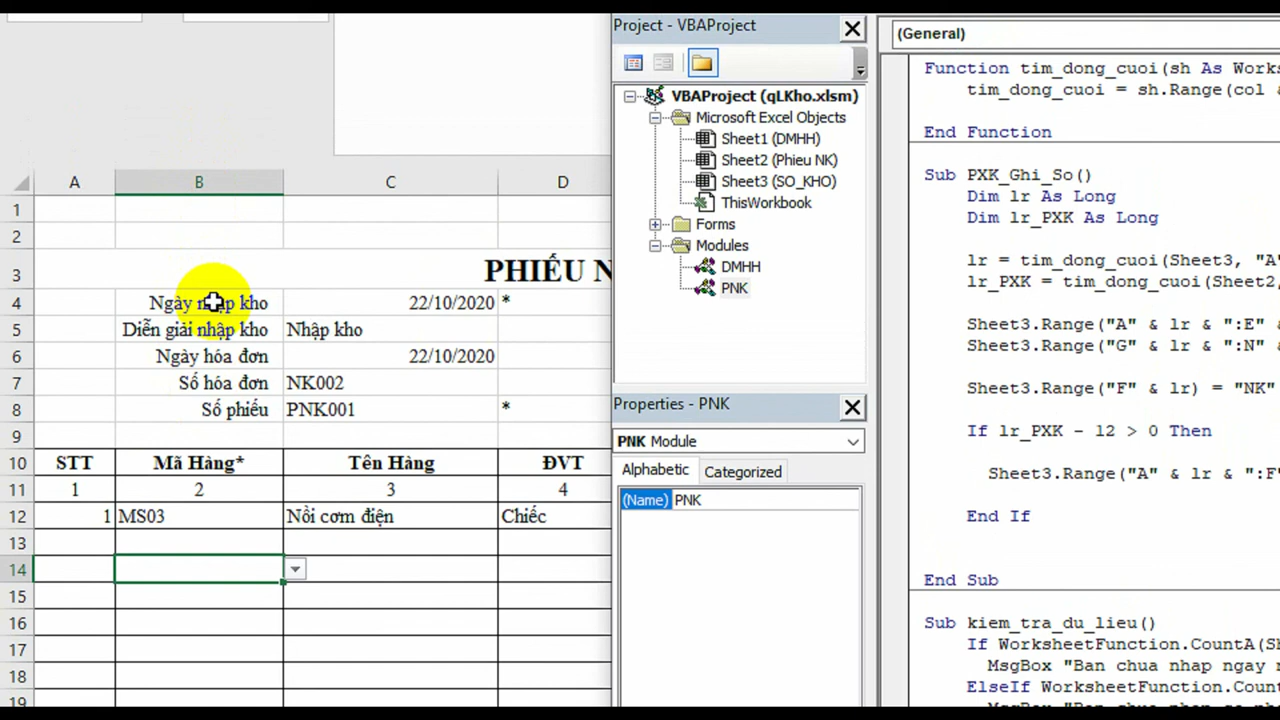 Project - VBAProject
VBAProject (qLKho.xlsm)
Microsoft Excel Objects
Sheet1 (DMHH)
Sheet2 (Phieu NK)
Sheet3 (SO_KHO)
ThisWorkbook
Forms
Modules
DMHH
PNK
Properties - PNK
PNK Module
Alphabetic Categorized
(Name) PNK
A B C D
1
2
3 PHIẾU N
4 Ngày nhập kho 22/10/2020 *
5 Diễn giải nhập kho Nhập kho
6 Ngày hóa đơn 22/10/2020
7 Số hóa đơn NK002
8 Số phiếu PNK001 *
9
10 STT Mã Hàng* Tên Hàng ĐVT
11 1 2 3 4
12 1 MS03 Nồi cơm điện Chiếc
13
14
15
16
17
18
19
(General)
Function tim_dong_cuoi(sh As Works
tim_dong_cuoi = sh.Range(col &
End Function
Sub PXK_Ghi_So()
Dim lr As Long
Dim lr_PXK As Long
lr = tim_dong_cuoi(Sheet3, "A"
lr_PXK = tim_dong_cuoi(Sheet2,
Sheet3.Range("A" & lr & ":E" &
Sheet3.Range("G" & lr & ":N" &
Sheet3.Range("F" & lr) = "NK"
If lr_PXK - 12 > 0 Then
Sheet3.Range("A" & lr & ":F"
End If
End Sub
Sub kiem_tra_du_lieu()
If WorksheetFunction.CountA(Sh
MsgBox "Ban chua nhap ngay n
ElseIf WorksheetFunction.Count